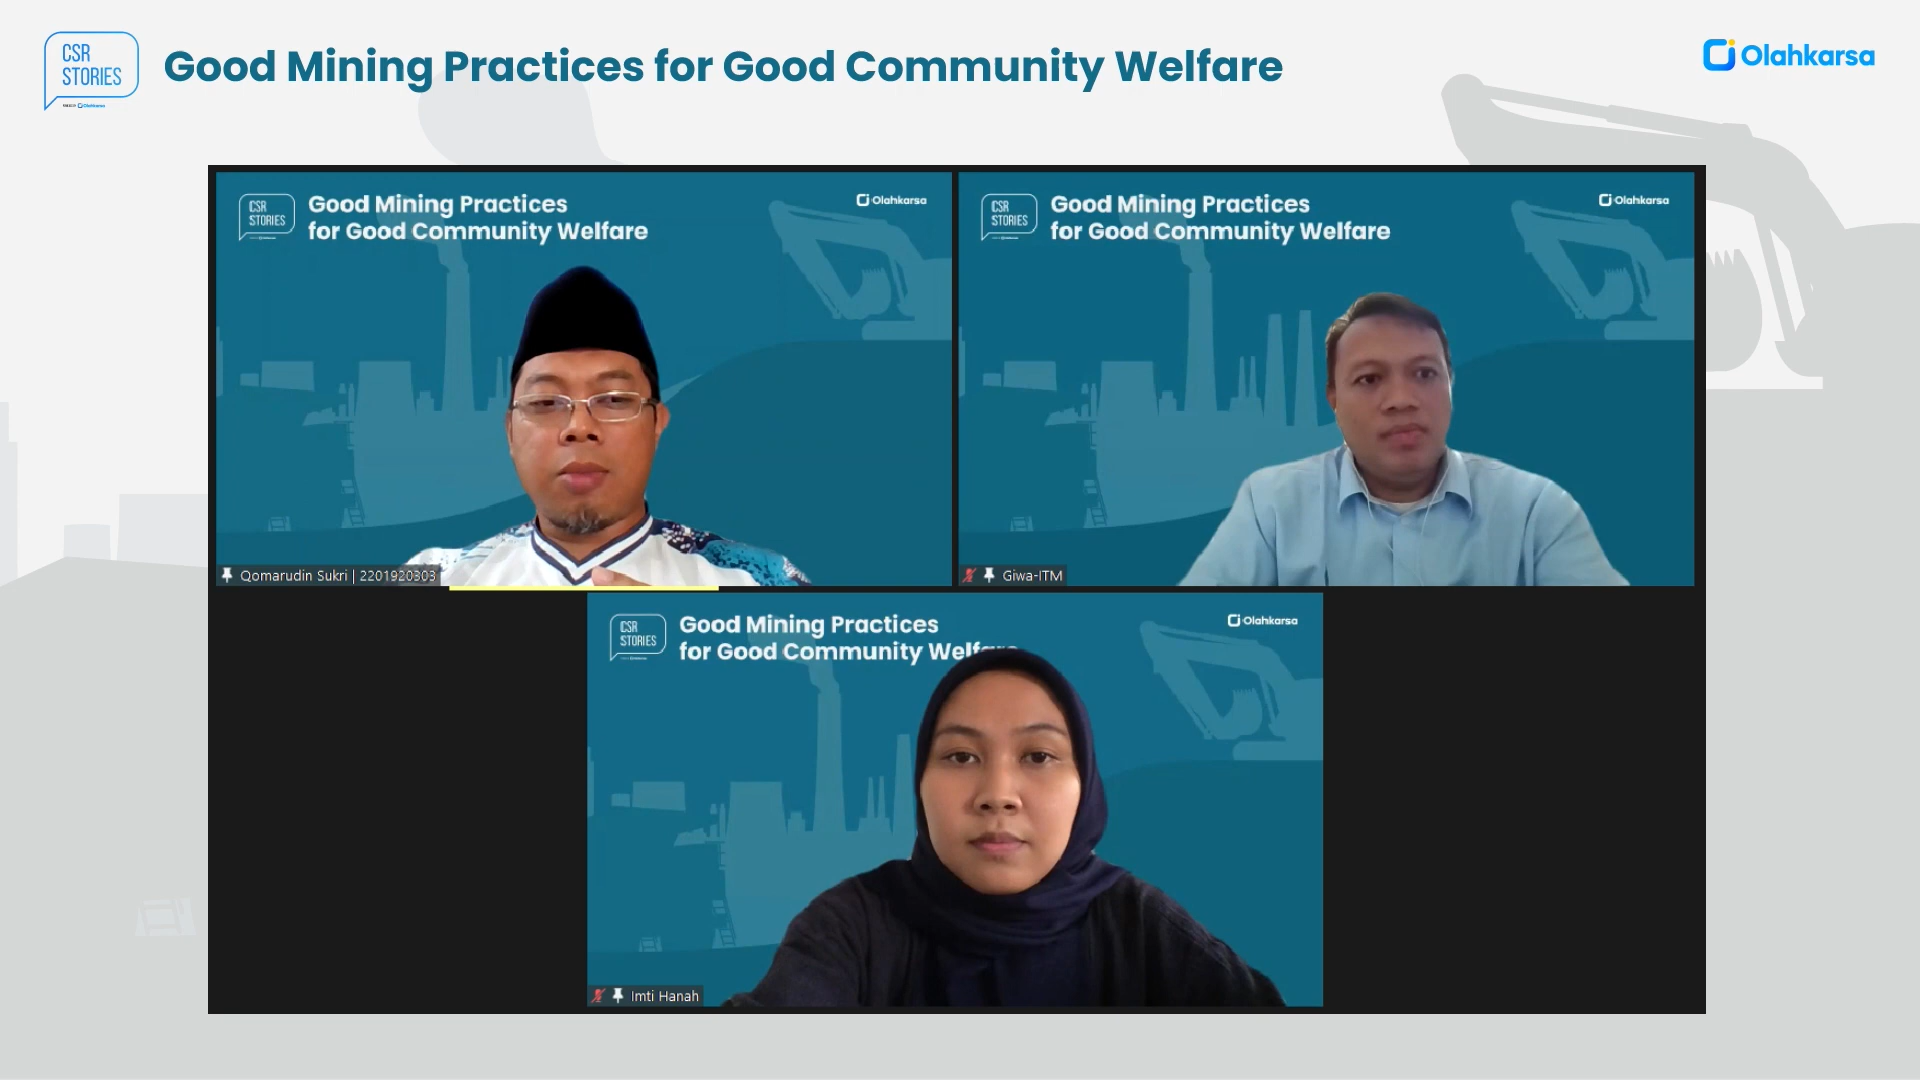 CSR
STORIES
Good Mining Practices for Good Community Welfare
Olahkarsa
CSR
STORIES
Good Mining Practices
for Good Community Welfare
Olahkarsa
Qomarudin Sukri | 2201920303
CSR
STORIES
Good Mining Practices
for Good Community Welfare
Olahkarsa
Giwa-ITM
CSR
STORIES
Good Mining Practices
for Good Community Welfare
Olahkarsa
Imti Hanah